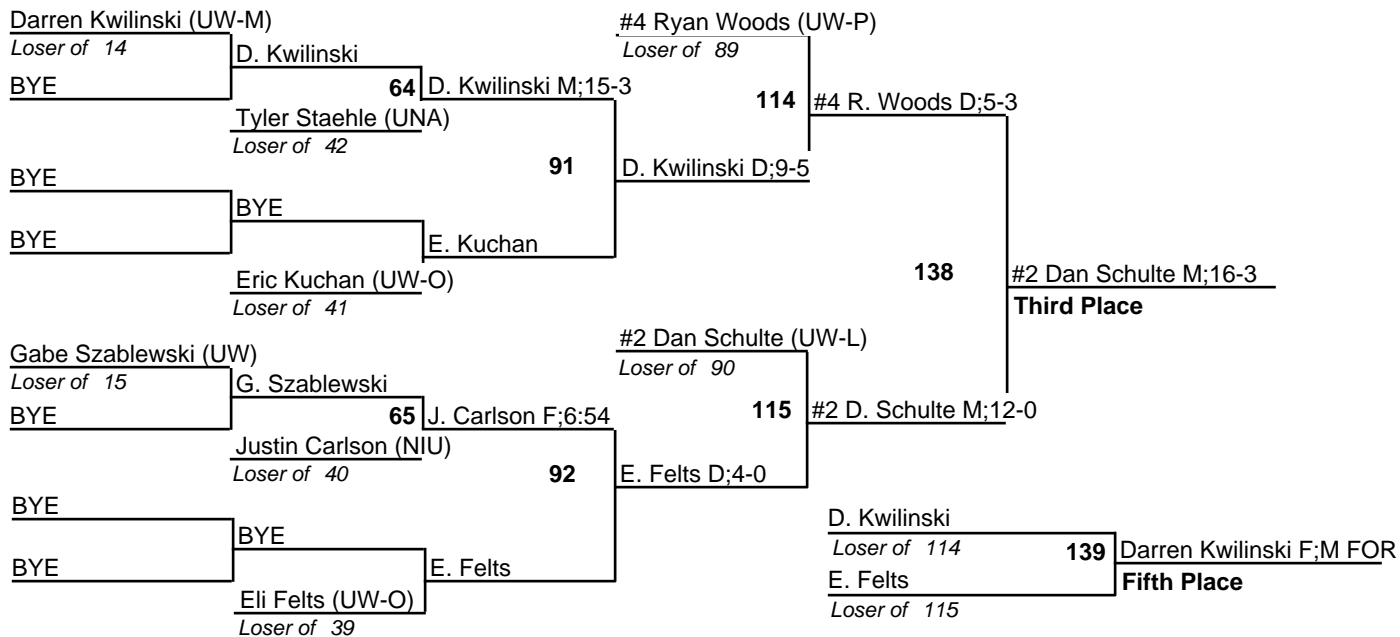 Darren Kwilinski (UW-M)
Loser of 14
BYE
D. Kwilinski
64
Tyler Staehle (UNA)
Loser of 42
D. Kwilinski M;15-3
BYE
BYE
BYE
Eric Kuchan (UW-O)
Loser of 41
E. Kuchan
91
D. Kwilinski D;9-5
#4 Ryan Woods (UW-P)
Loser of 89
114
#4 R. Woods D;5-3
Gabe Szablewski (UW)
Loser of 15
BYE
G. Szablewski
65
Justin Carlson (NIU)
Loser of 40
J. Carlson F;6:54
BYE
BYE
BYE
Eli Felts (UW-O)
Loser of 39
E. Felts
92
E. Felts D;4-0
#2 Dan Schulte (UW-L)
Loser of 90
115
#2 D. Schulte M;12-0
138
#2 Dan Schulte M;16-3
Third Place
D. Kwilinski
Loser of 114
E. Felts
Loser of 115
139
Darren Kwilinski F;M FOR
Fifth Place